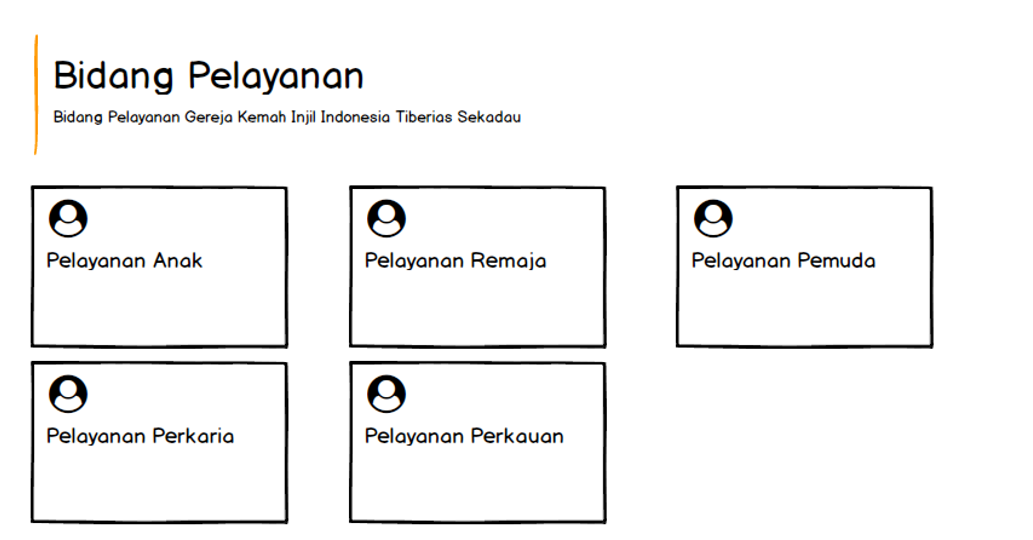 Bidang Pelayanan
Bidang Pelayanan Gereja Kemah Injil Indonesia Tiberias Sekadau
Pelayanan Anak
Pelayanan Remaja
Pelayanan Pemuda
Pelayanan Perkaria
Pelayanan Perkauan